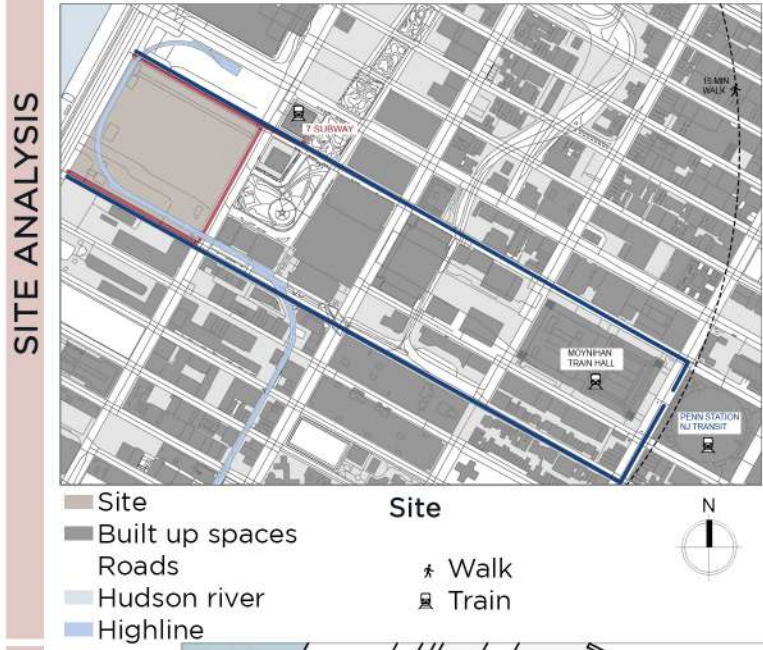 SITE ANALYSIS
15 MIN
WALK
7 SUBWAY
MOYNIHAN
TRAIN HALL
PENN STATION
NJ TRANSIT
Site
Built up spaces
Roads
Hudson river
Highline
Site
Walk
Train
N